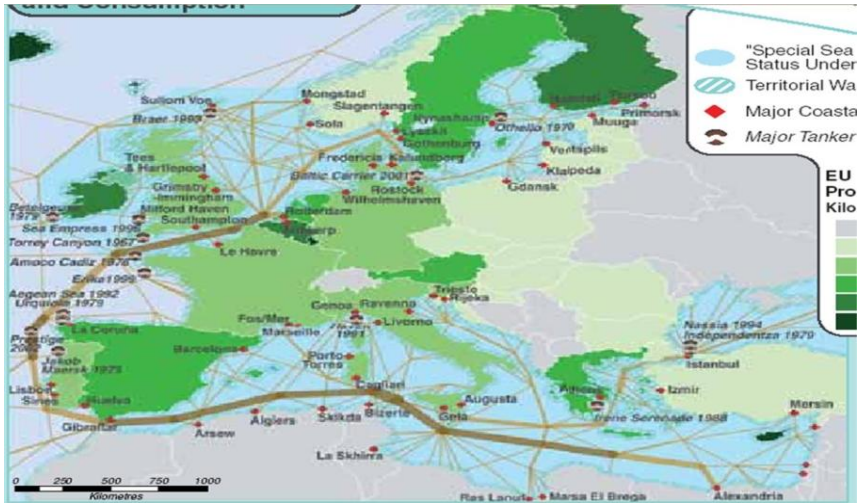 and Consumption
"Special Sea
Status Under
Territorial Wa
Major Coasta
Major Tanker
EU
Pro
Kilo
Sullom Voe
Braer 1993
Mongstad
Slagentangen
Sola
Nynashamn
Othello 1970
Lysekil
Gothenburg
Porvoo
Primorsk
Muuga
Ventspils
Klaipeda
Gdansk
Fredericia
Kalundborg
Baltic Carrier 2001
Rostock
Wilhelmshaven
Tees
& Hartlepool
Grimsby
-Immingham
Milford Haven
Southampton
Betelgeuse
1979
Sea Empress 1996
Torrey Canyon 1967
Amoco Cadiz 1978
Erika1999
Rotterdam
Antwerp
Le Havre
Aegean Sea 1992
Urquiola 1976
La Coruna
Prestige
2002
Jakob
Maersk 1975
Lisbon
Sines
Huelva
Gibraltar
Fos/Mer
Marseille
Barcelona
Genoa
Haven
1991
Ravenna
Livorno
Trieste
Rijeka
Porto
Torres
Cagliari
Arsew
Algiers
Skikda
Bizerte
Gela
Augusta
La Skhirra
Athens
Irene Serenade 1980
Nassia 1994
Independentza 1979
Istanbul
Izmir
Mersin
Ras Lanuf
Marsa El Brega
Alexandria
0 250 500 750 1000
Kilometres